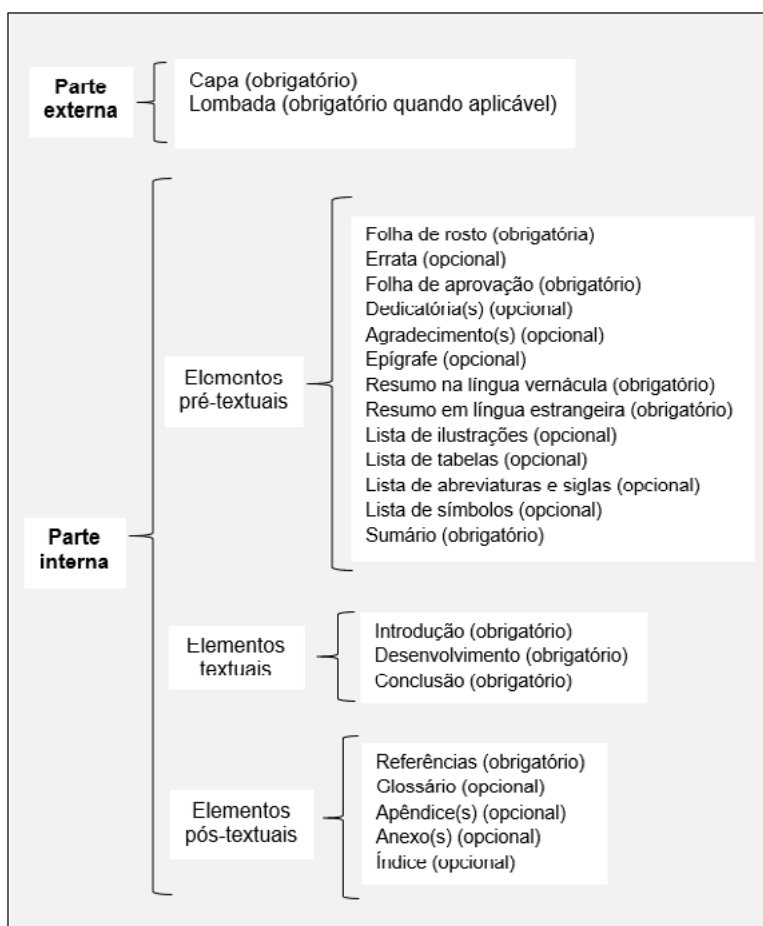 Parte
externa
Capa (obrigatório)
Lombada (obrigatório quando aplicável)
Parte
interna
Elementos
pré-textuais
Folha de rosto (obrigatória)
Errata (opcional)
Folha de aprovação (obrigatório)
Dedicatória(s) (opcional)
Agradecimento(s) (opcional)
Epígrafe (opcional)
Resumo na língua vernácula (obrigatório)
Resumo em língua estrangeira (obrigatório)
Lista de ilustrações (opcional)
Lista de tabelas (opcional)
Lista de abreviaturas e siglas (opcional)
Lista de símbolos (opcional)
Sumário (obrigatório)
Elementos
textuais
Introdução (obrigatório)
Desenvolvimento (obrigatório)
Conclusão (obrigatório)
Elementos
pós-textuais
Referências (obrigatório)
Glossário (opcional)
Apêndice(s) (opcional)
Anexo(s) (opcional)
Índice (opcional)